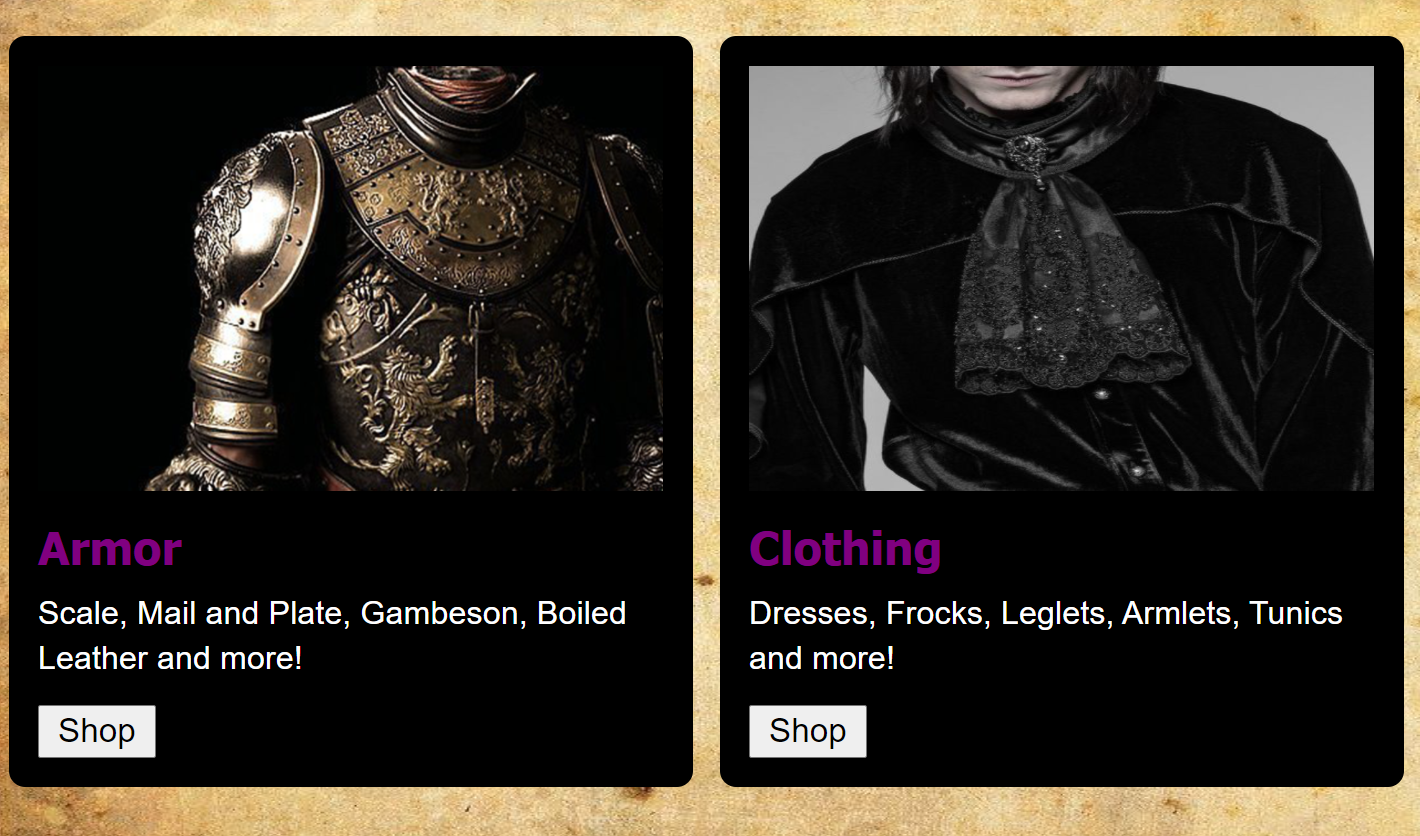 Armor
Scale, Mail and Plate, Gambeson, Boiled
Leather and more!
Shop
Clothing
Dresses, Frocks, Leglets, Armlets, Tunics
and more!
Shop